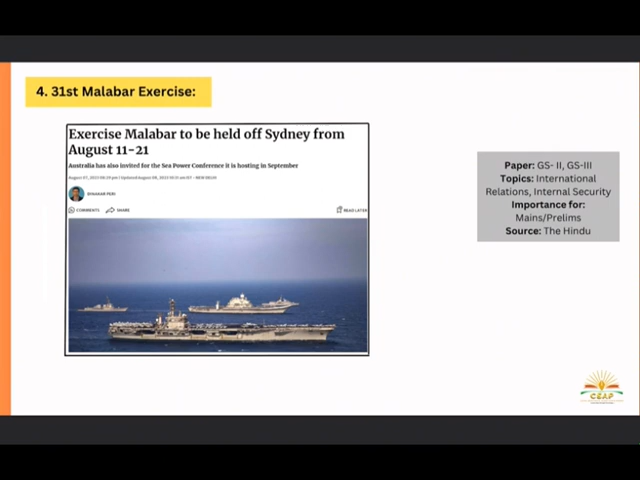 4. 31st Malabar Exercise:
Exercise Malabar to be held off Sydney from
August 11-21
Australia has also invited for the Sea Power Conference it is hosting in September
COMMENTS SHARE
READ LATER
Paper: GS- II, GS-III
Topics: International
Relations, Internal Security
Importance for:
Mains/Prelims
Source: The Hindu